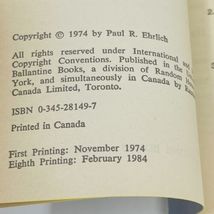 Copyright © 1974 by Paul R. Ehrlich
All rights reserved under International and
Copyright Conventions. Published in the
Ballantine Books, a division of Random
York, and simultaneously in Canada by
Canada Limited, Toronto.
ISBN 0-345-28149-7
Printed in Canada
First Printing: November 1974
Eighth Printing: February 1984